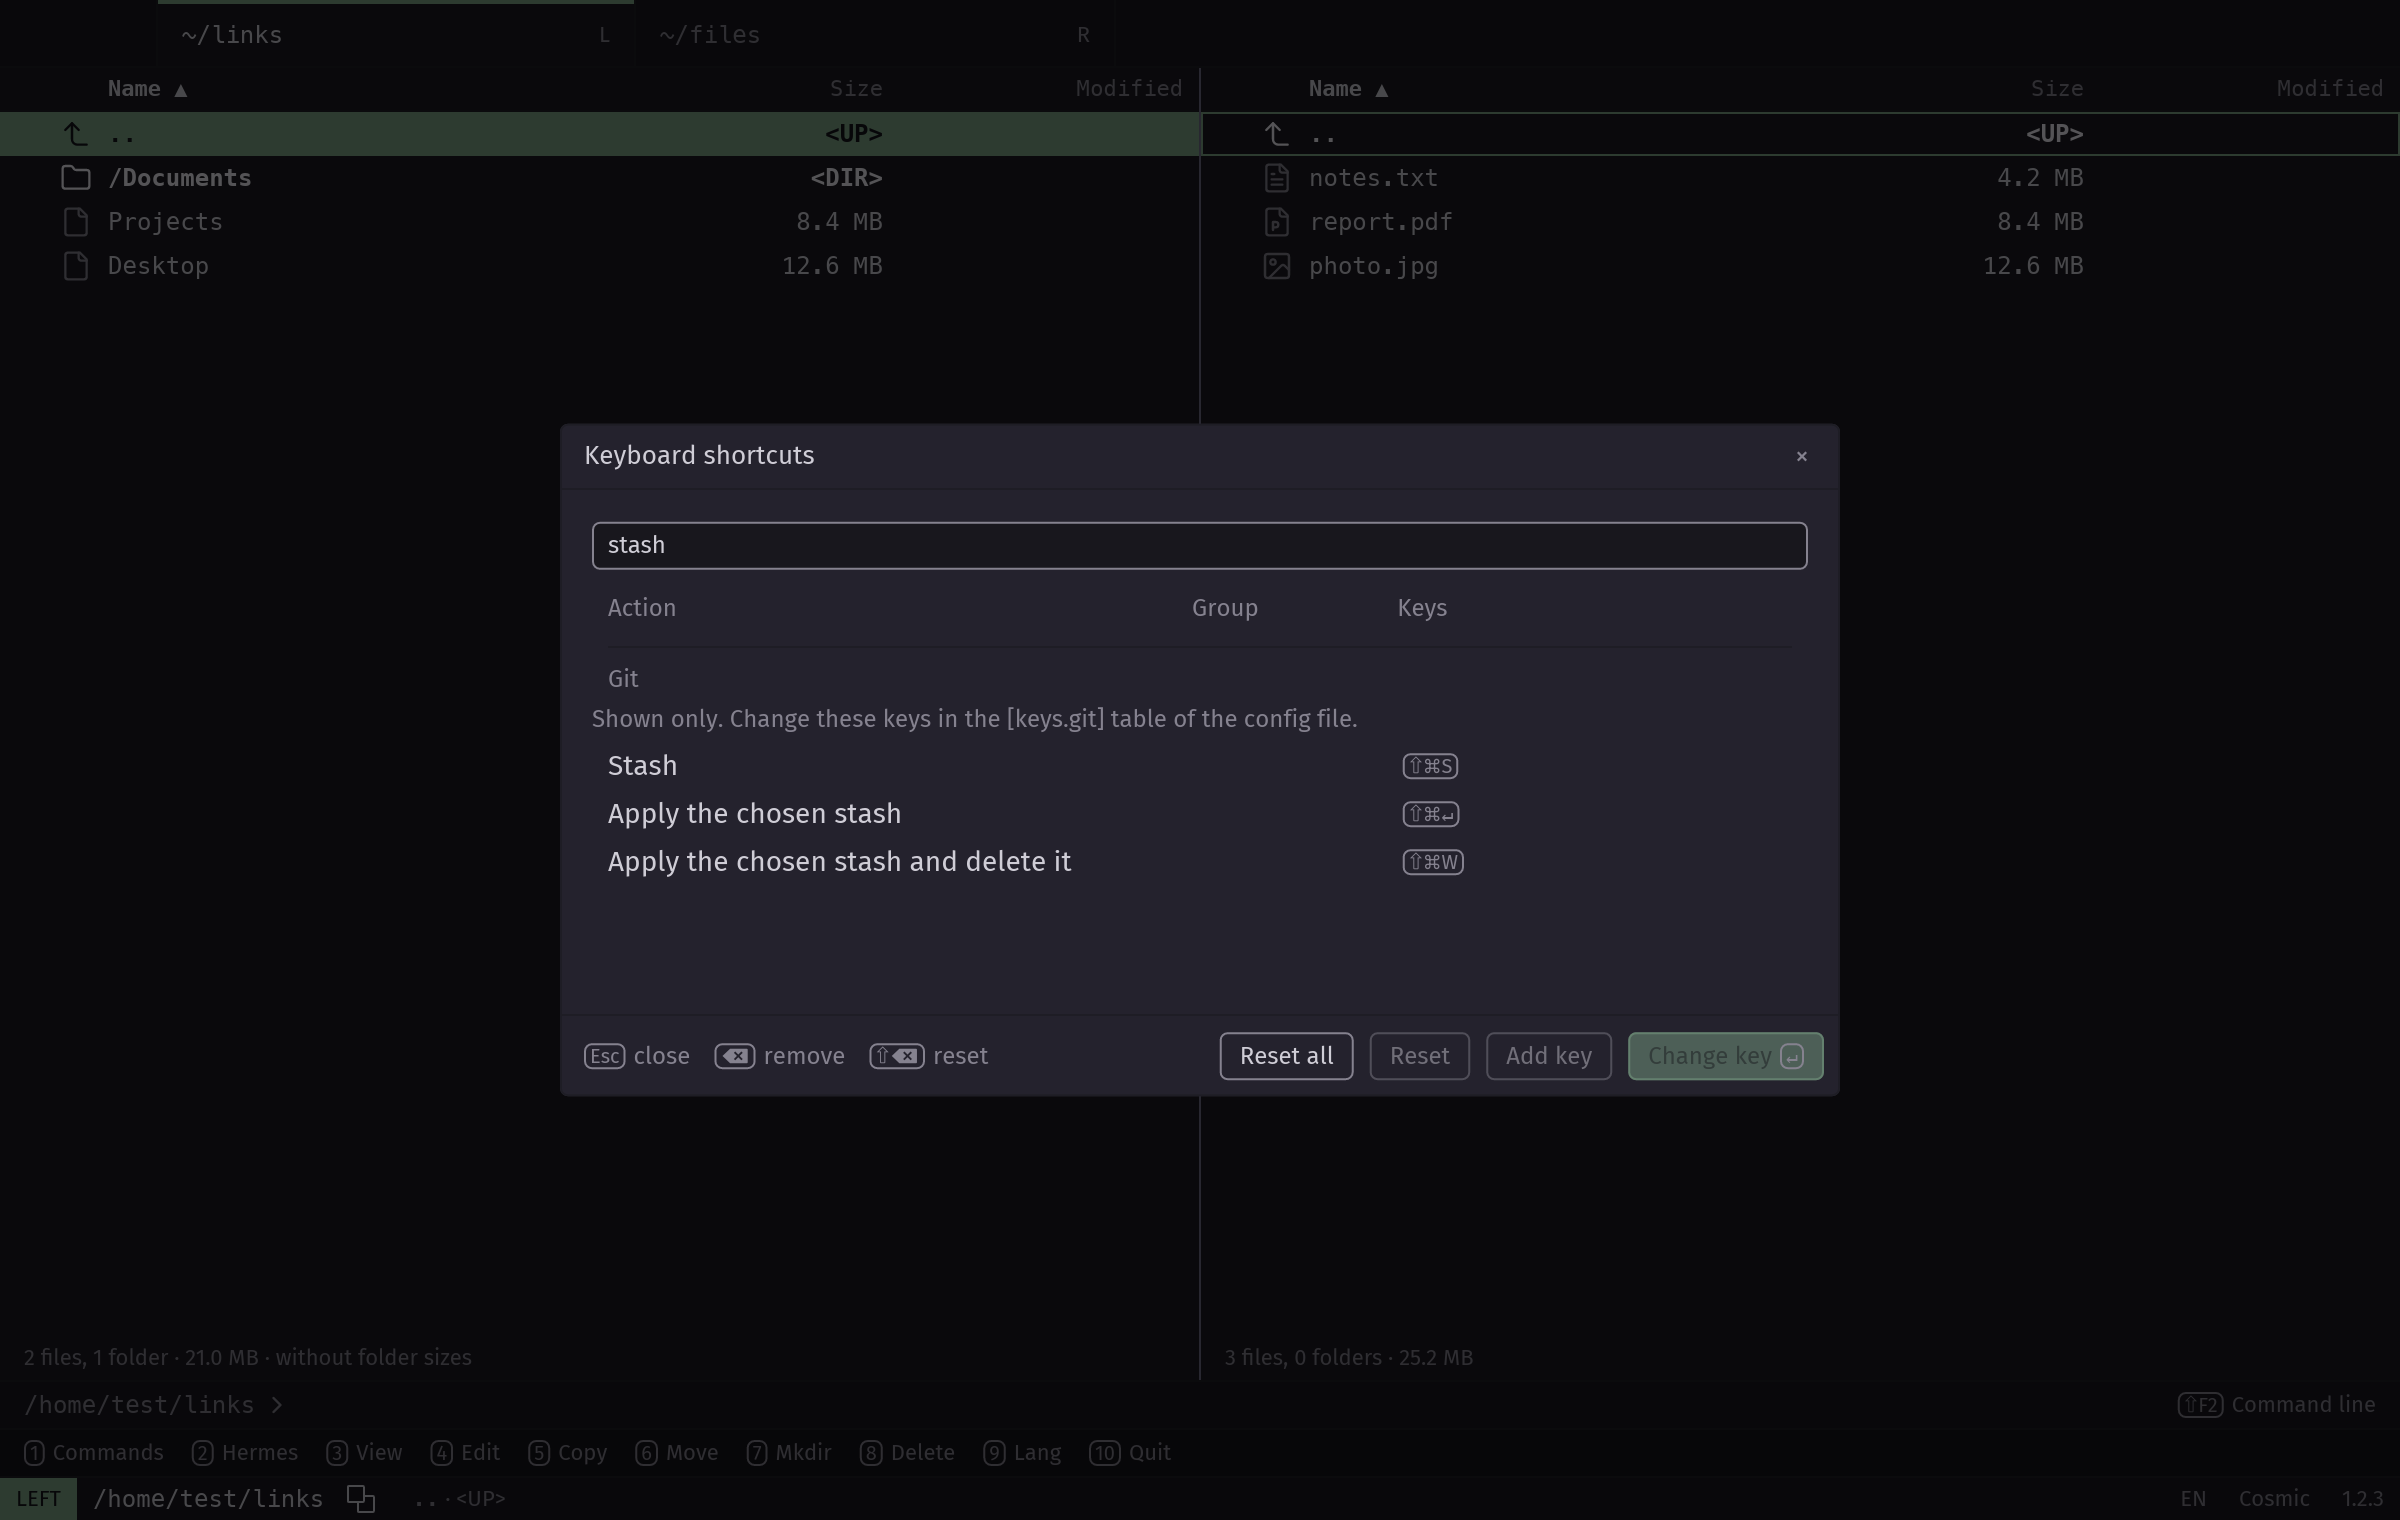 ~/links L ~/files R
Name ▲ Size Modified Name ▲ Size Modified
.. <UP> .. <UP>
/Documents <DIR> notes.txt 4.2 MB
Projects 8.4 MB report.pdf 8.4 MB
Desktop 12.6 MB photo.jpg 12.6 MB
Keyboard shortcuts ×
stash
Action Group Keys
Git
Shown only. Change these keys in the [keys.git] table of the config file.
Stash ⇧⌘S
Apply the chosen stash ⇧⌘↵
Apply the chosen stash and delete it ⇧⌘W
Esc close ⌫ remove ⇧⌫ reset Reset all Reset Add key Change key ↵
2 files, 1 folder · 21.0 MB · without folder sizes 3 files, 0 folders · 25.2 MB
/home/test/links > ⇧F2 Command line
1 Commands 2 Hermes 3 View 4 Edit 5 Copy 6 Move 7 Mkdir 8 Delete 9 Lang 10 Quit
LEFT /home/test/links .. · <UP> EN Cosmic 1.2.3